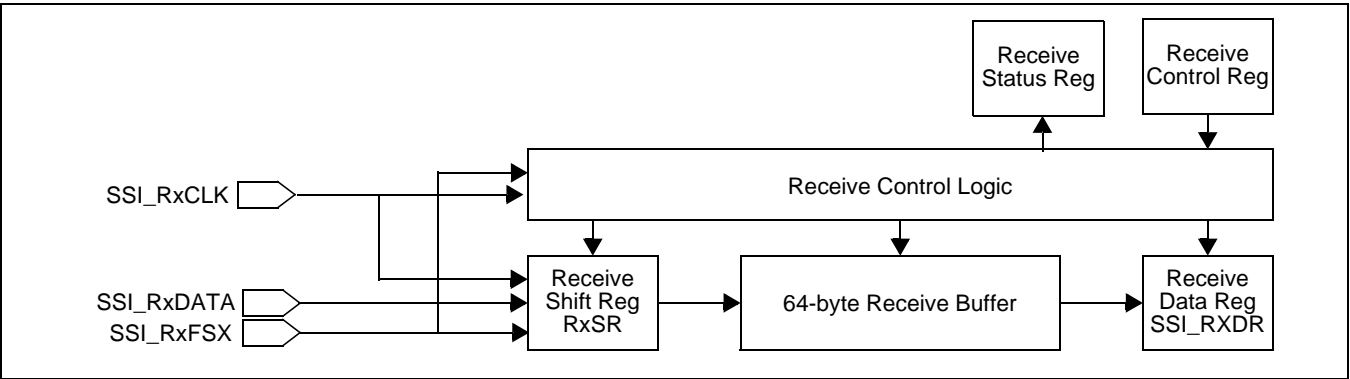 Receive
Status Reg
Receive
Control Reg
Receive Control Logic
SSI_RxCLK
SSI_RxDATA
SSI_RxFSX
Receive
Shift Reg
RxSR
64-byte Receive Buffer
Receive
Data Reg
SSI_RXDR